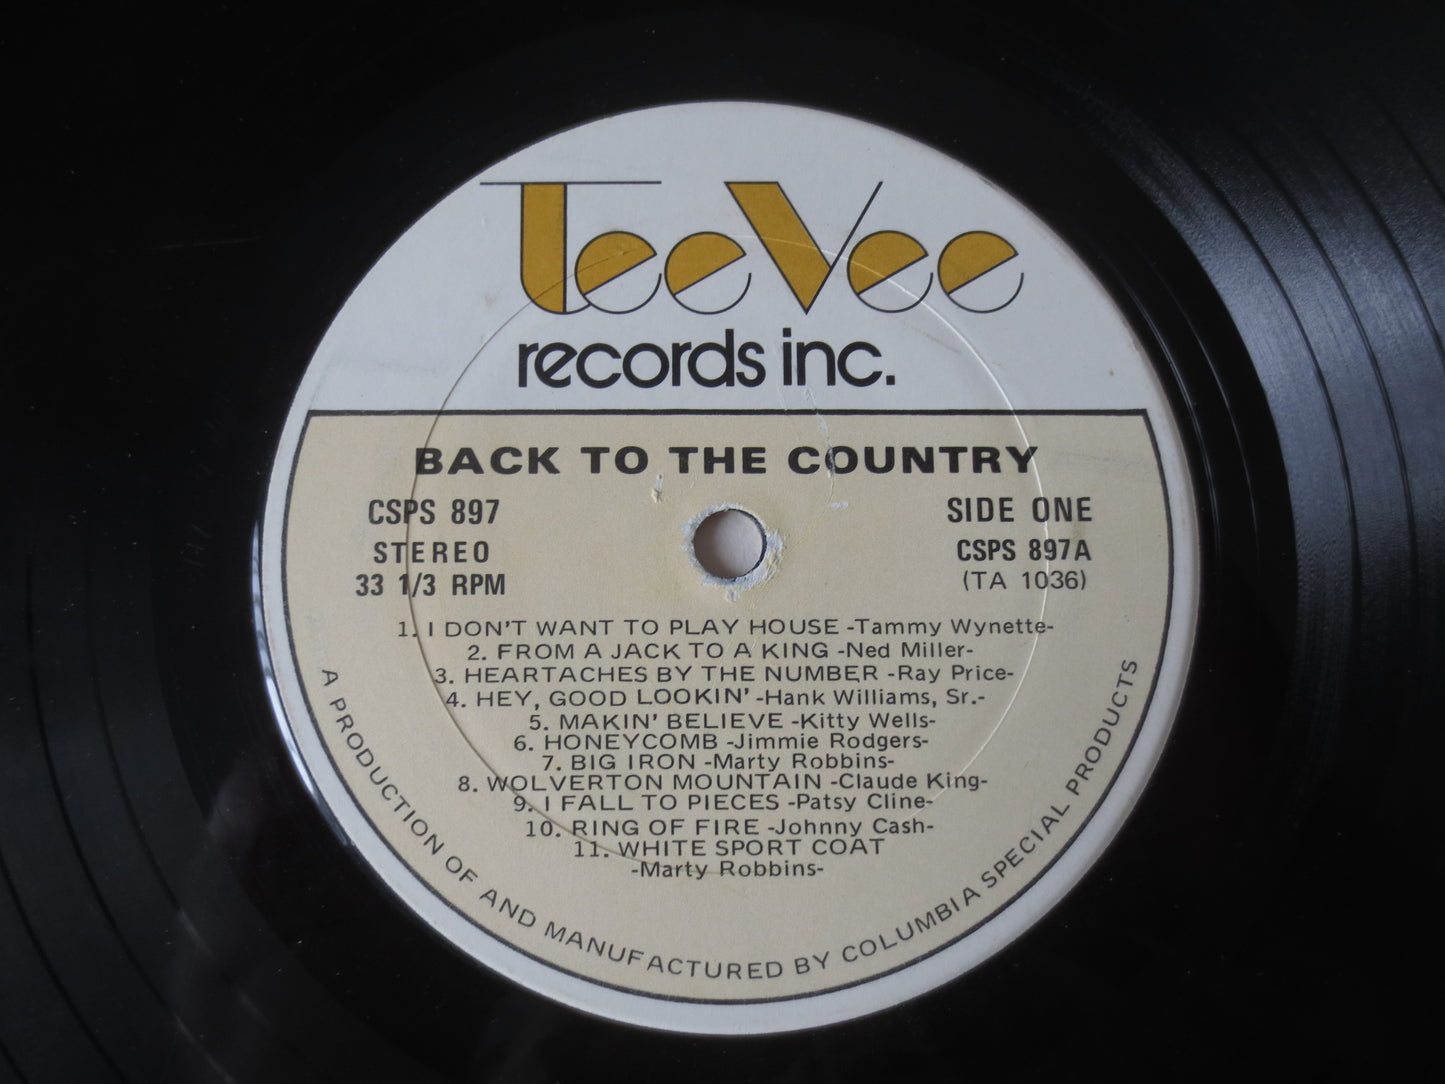 TeeVee
records inc.
BACK TO THE COUNTRY
CSPS 897
STEREO
33 1/3 RPM
SIDE ONE
CSPS 897A
(TA 1036)
1. I DON'T WANT TO PLAY HOUSE -Tammy Wynette-
2. FROM A JACK TO A KING -Ned Miller-
3. HEARTACHES BY THE NUMBER -Ray Price-
4. HEY, GOOD LOOKIN' -Hank Williams, Sr.-
5. MAKIN' BELIEVE -Kitty Wells-
6. HONEYCOMB -Jimmie Rodgers-
7. BIG IRON -Marty Robbins-
8. WOLVERTON MOUNTAIN -Claude King-
9. I FALL TO PIECES -Patsy Cline-
10. RING OF FIRE -Johnny Cash-
11. WHITE SPORT COAT
-Marty Robbins-
A PRODUCTION OF AND MANUFACTURED BY COLUMBIA SPECIAL PRODUCTS